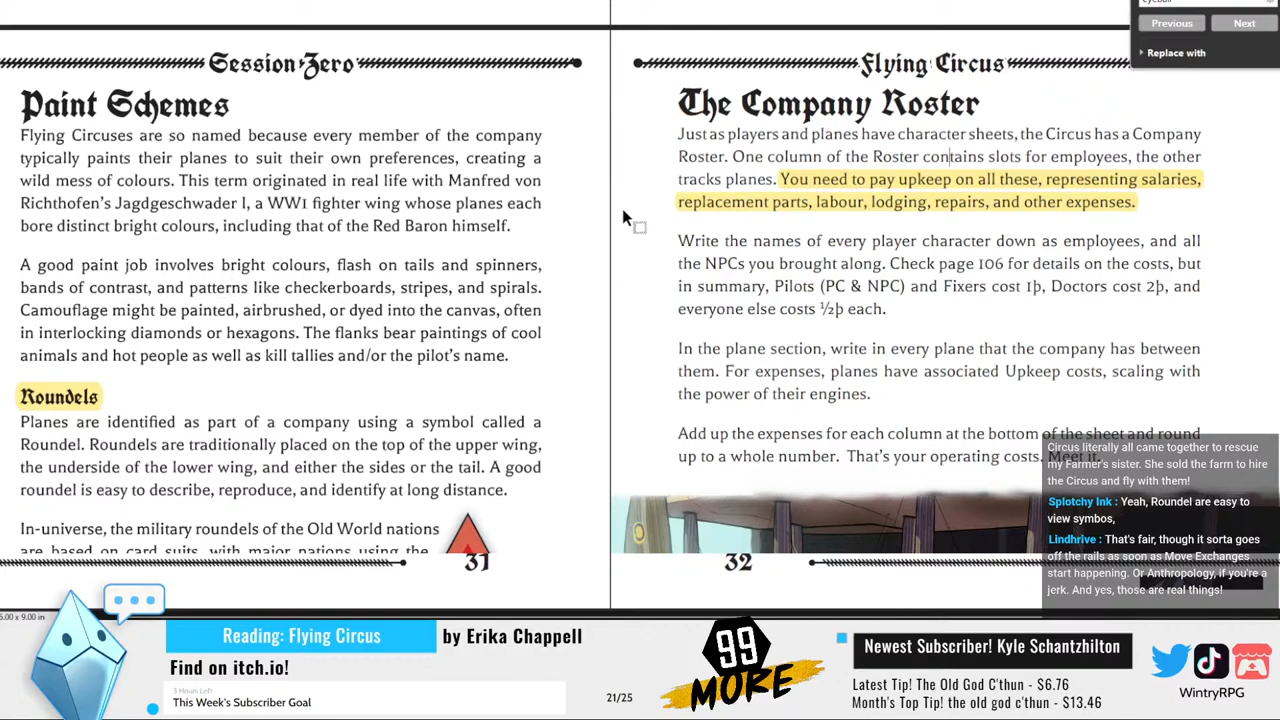 Session Zero
Paint Schemes
Flying Circuses are so named because every member of the company
typically paints their planes to suit their own preferences, creating a
wild mess of colours. This term originated in real life with Manfred von
Richthofen's Jagdgeschwader I, a WW1 fighter wing whose planes each
bore distinct bright colours, including that of the Red Baron himself.
A good paint job involves bright colours, flash on tails and spinners,
bands of contrast, and patterns like checkerboards, stripes, and spirals.
Camouflage might be painted, airbrushed, or dyed into the canvas, often
in interlocking diamonds or hexagons. The flanks bear paintings of cool
animals and hot people as well as kill tallies and/or the pilot's name.
Roundels
Planes are identified as part of a company using a symbol called a
Roundel. Roundels are traditionally placed on the top of the upper wing,
the underside of the lower wing, and either the sides or the tail. A good
roundel is easy to describe, reproduce, and identify at long distance.
In-universe, the military roundels of the Old World nations
are based on card suits, with major nations using the
31
Flying Circus
The Company Roster
Just as players and planes have character sheets, the Circus has a Company
Roster. One column of the Roster contains slots for employees, the other
tracks planes. You need to pay upkeep on all these, representing salaries,
replacement parts, labour, lodging, repairs, and other expenses.
Write the names of every player character down as employees, and all
the NPCs you brought along. Check page 106 for details on the costs, but
in summary, Pilots (PC & NPC) and Fixers cost 1þ, Doctors cost 2þ, and
everyone else costs ½þ each.
In the plane section, write in every plane that the company has between
them. For expenses, planes have associated Upkeep costs, scaling with
the power of their engines.
Add up the expenses for each column at the bottom of the sheet and round
up to a whole number. That's your operating costs. Meet it.
32
Previous
Next
Replace with
Circus literally all came together to rescue
my Farmer's sister. She sold the farm to hire
the Circus and fly with them!
Splotchy Ink : Yeah, Roundel are easy to
view symbos,
Lindhrive : That's fair, though it sorta goes
off the rails as soon as Move Exchanges
start happening. Or Anthropology, if you're a
jerk. And yes, those are real things!
Reading: Flying Circus
by Erika Chappell
Find on itch.io!
3 Hours Left
This Week's Subscriber Goal
21/25
99
MORE
Newest Subscriber! Kyle Schantzhilton
Latest Tip! The Old God C'thun - $6.76
Month's Top Tip! the old god c'thun - $13.46
WintryRPG